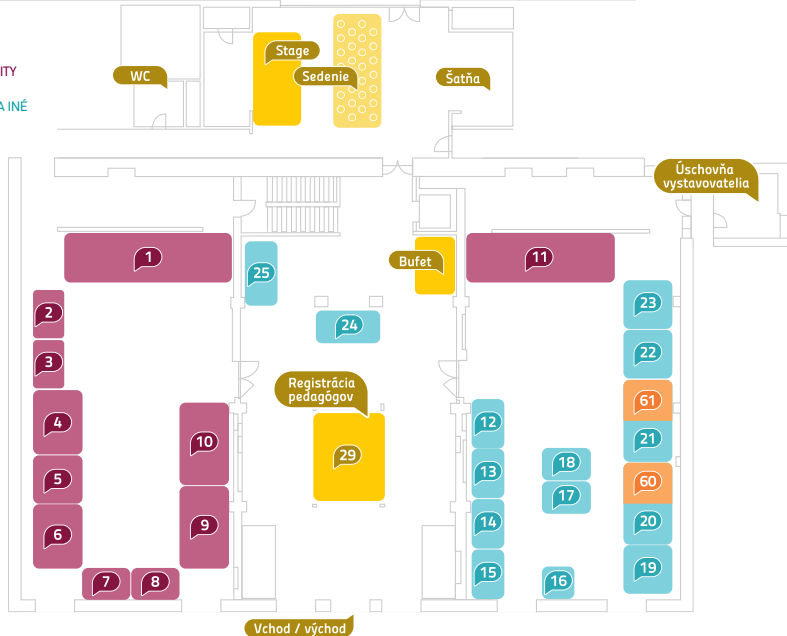 Stage
ITY
WC
Sedenie
Šatňa
A INÉ
Úschovňa
vystavovatelia
1
Bufet
11
25
2
23
24
3
22
Registrácia
pedagógov
61
4
12
10
21
29
18
13
5
60
17
9
14
20
6
19
7
8
15
16
Vchod / východ